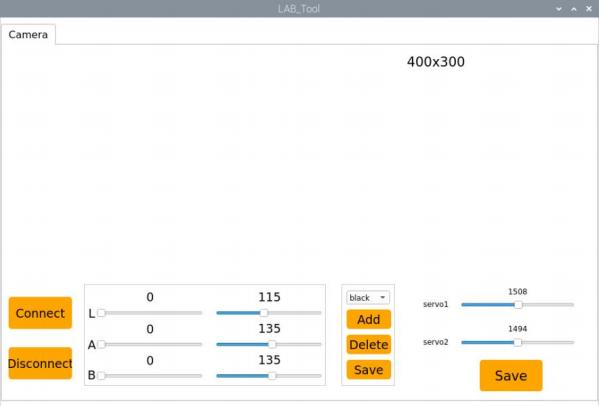 LAB_Tool
Camera
400x300
Connect
Disconnect
0 115
L
0 135
A
0 135
B
black
Add
Delete
Save
1508
servo1
1494
servo2
Save